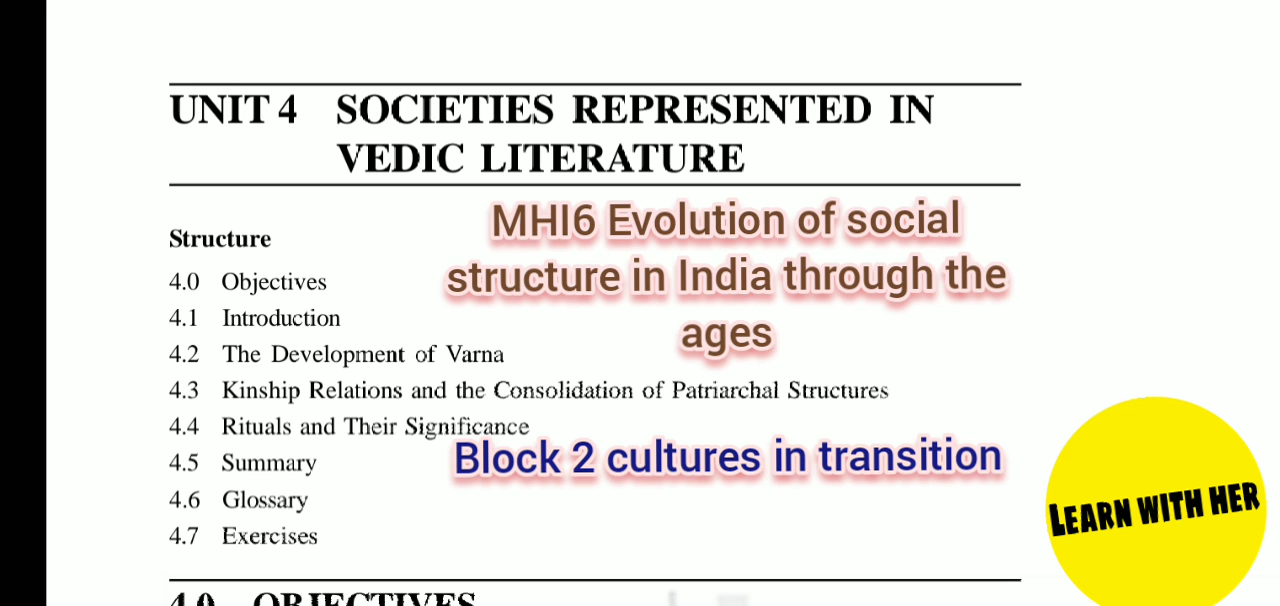 UNIT 4 SOCIETIES REPRESENTED IN
VEDIC LITERATURE
MHI6 Evolution of social
structure in India through the
ages
Structure
4.0 Objectives
4.1 Introduction
4.2 The Development of Varna
4.3 Kinship Relations and the Consolidation of Patriarchal Structures
4.4 Rituals and Their Significance
Block 2 cultures in transition
4.5 Summary
4.6 Glossary
4.7 Exercises
LEARN WITH HER
4.0 OBJECTIVES